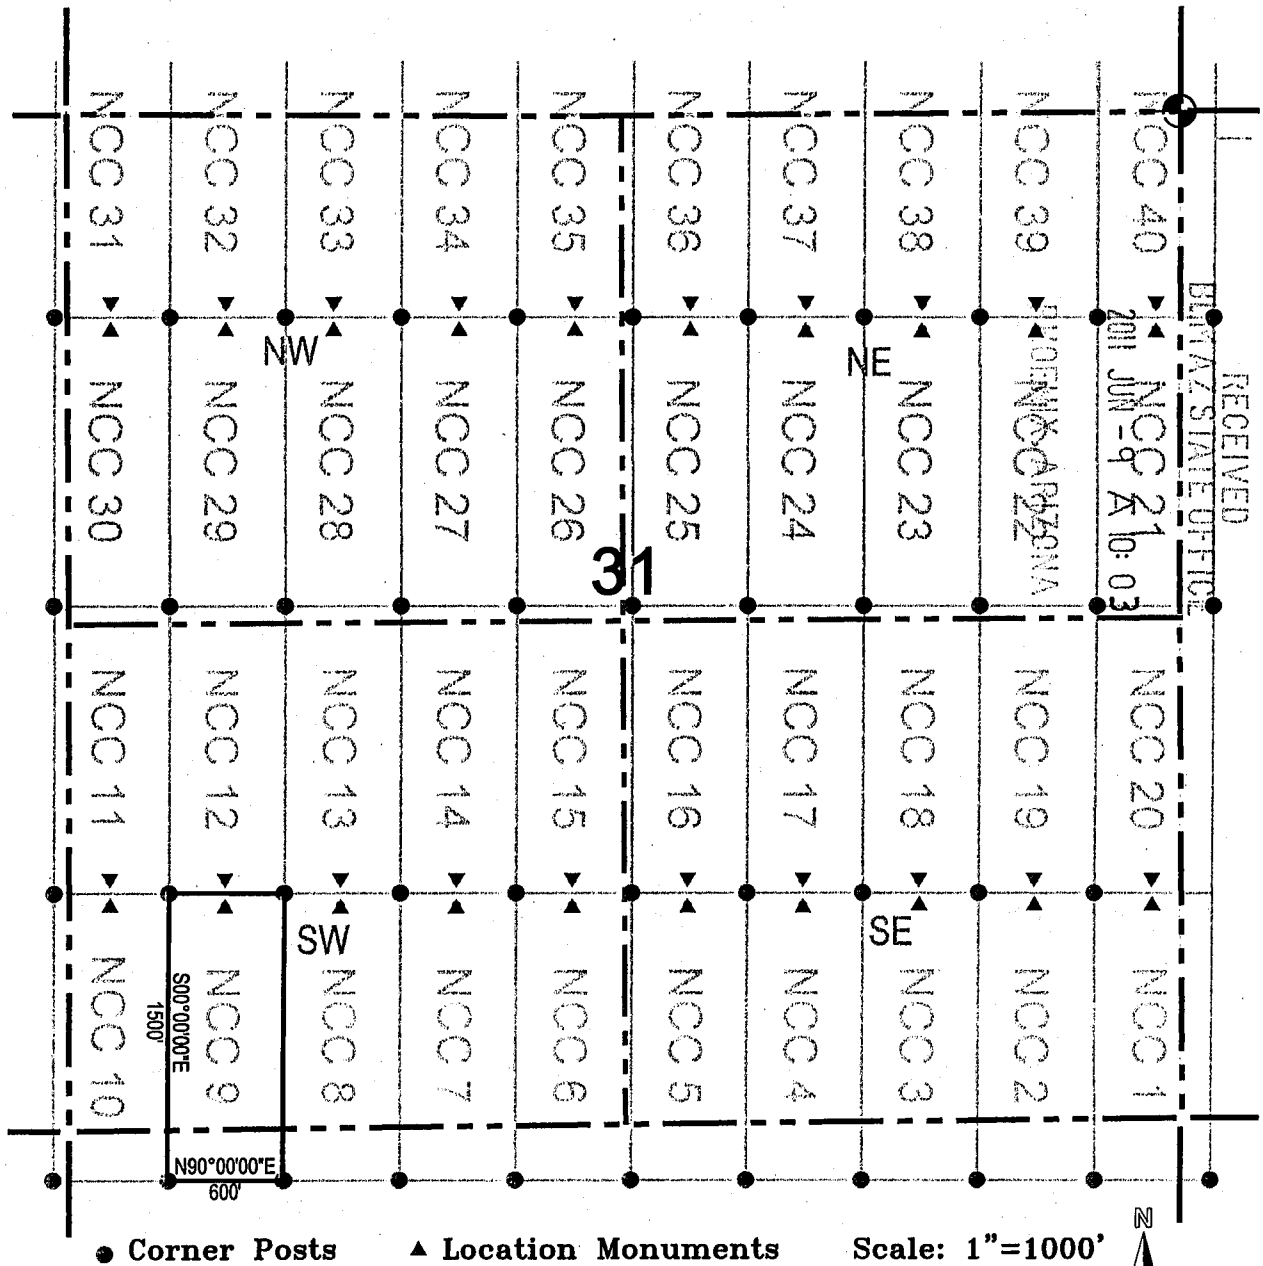 NCC 31
NCC 32
NCC 33
NCC 34
NCC 35
NCC 36
NCC 37
NCC 38
NCC 39
NCC 40
NW
NE
NCC 30
NCC 29
NCC 28
NCC 27
NCC 26
NCC 25
NCC 24
NCC 23
NCC 22
NCC 21
RECEIVED
BLM AZ STATE OFFICE
2011 JUN -9 A 10: 03
PHOENIX, ARIZONA
31
NCC 11
NCC 12
NCC 13
NCC 14
NCC 15
NCC 16
NCC 17
NCC 18
NCC 19
NCC 20
SW
SE
NCC 10
NCC 9
NCC 8
NCC 7
NCC 6
NCC 5
NCC 4
NCC 3
NCC 2
NCC 1
S00°00'00"E
1500'
N90°00'00"E
600'
N
Corner Posts
Location Monuments
Scale: 1"=1000'